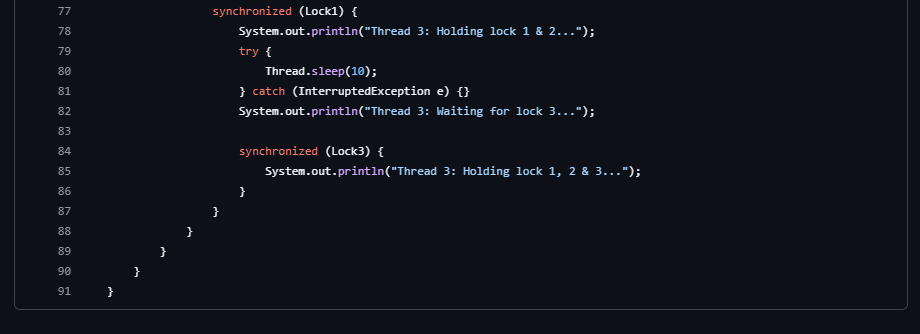 77 synchronized (Lock1) {
78 System.out.println("Thread 3: Holding lock 1 & 2...");
79 try {
80 Thread.sleep(10);
81 } catch (InterruptedException e) {}
82 System.out.println("Thread 3: Waiting for lock 3...");
83
84 synchronized (Lock3) {
85 System.out.println("Thread 3: Holding lock 1, 2 & 3...");
86 }
87 }
88 }
89 }
90 }
91 }